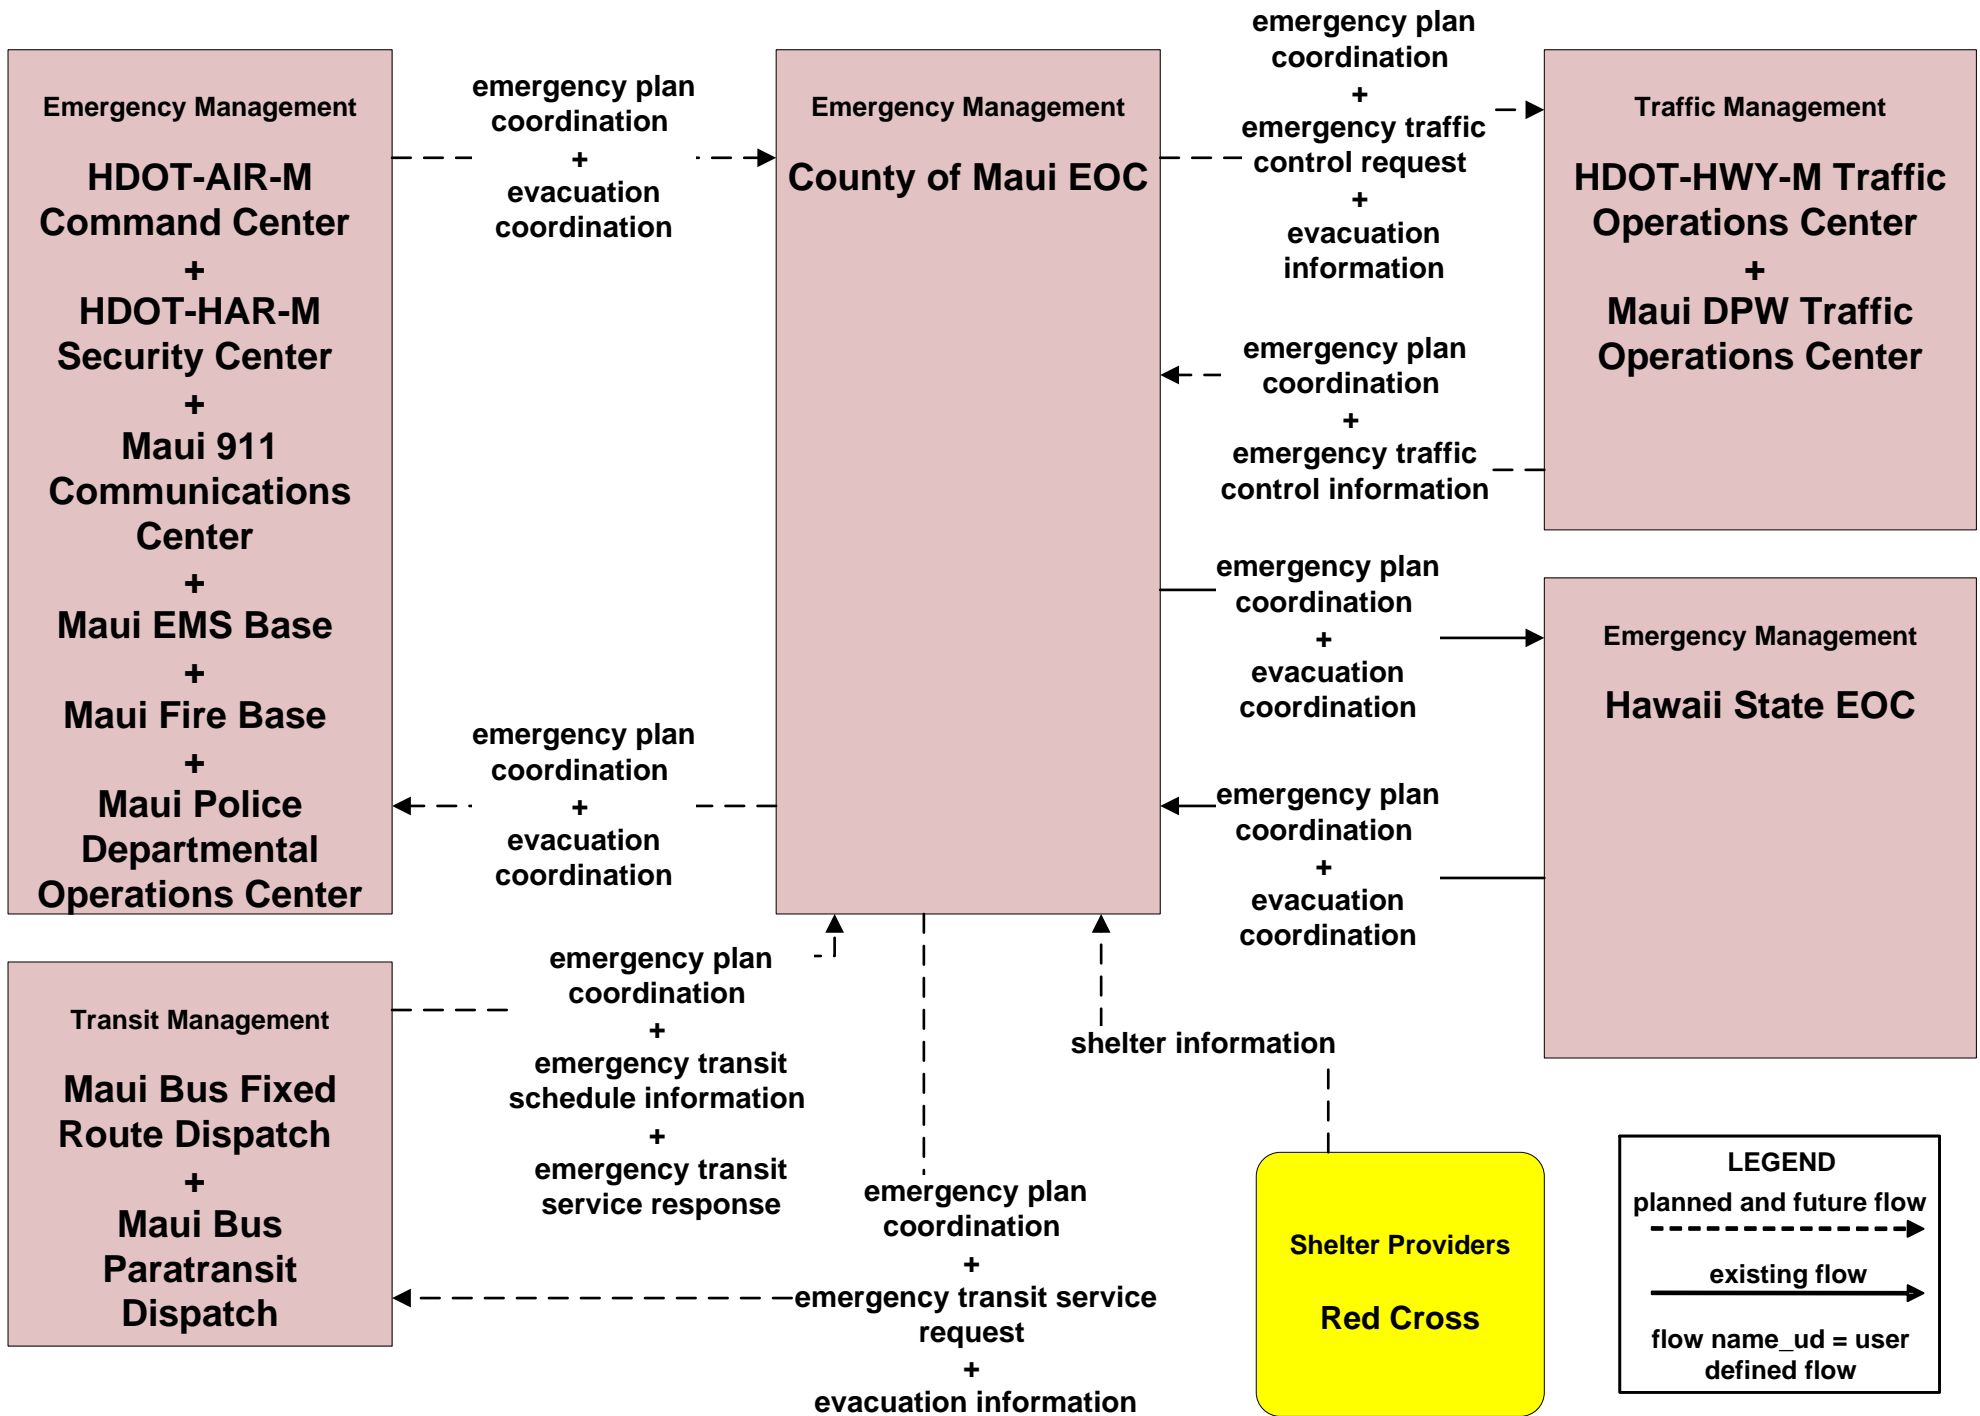 Emergency Management
HDOT-AIR-M
Command Center
+
HDOT-HAR-M
Security Center
+
Maui 911
Communications
Center
+
Maui EMS Base
+
Maui Fire Base
+
Maui Police
Departmental
Operations Center
emergency plan
coordination
+
evacuation
coordination
emergency plan
coordination
+
evacuation
coordination
Emergency Management
County of Maui EOC
emergency plan
coordination
+
emergency traffic
control request
+
evacuation
information
emergency plan
coordination
+
emergency traffic
control information
Traffic Management
HDOT-HWY-M Traffic
Operations Center
+
Maui DPW Traffic
Operations Center
emergency plan
coordination
+
evacuation
coordination
emergency plan
coordination
+
evacuation
coordination
Emergency Management
Hawaii State EOC
Transit Management
Maui Bus Fixed
Route Dispatch
+
Maui Bus
Paratransit
Dispatch
emergency plan
coordination
+
emergency transit
schedule information
+
emergency transit
service response
emergency plan
coordination
+
emergency transit service
request
+
evacuation information
shelter information
Shelter Providers
Red Cross
LEGEND
planned and future flow
existing flow
flow name_ud = user
defined flow